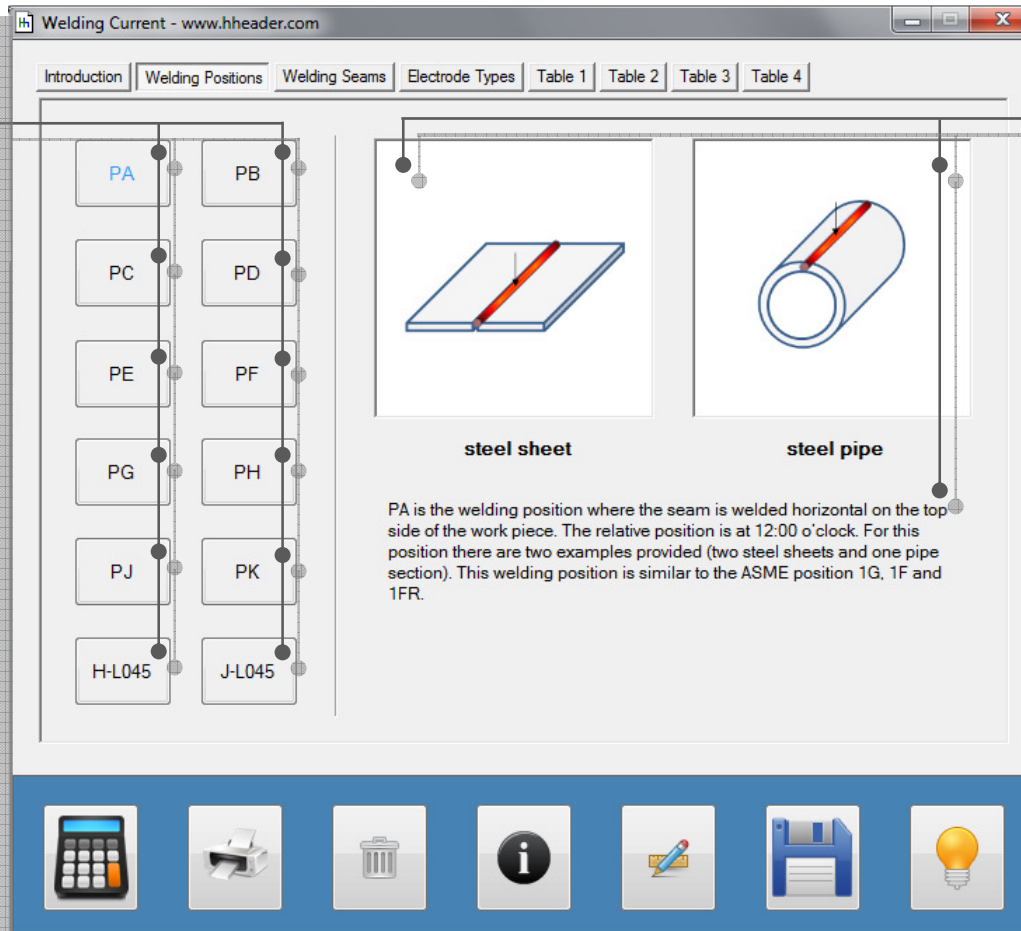 Welding Current - www.hheader.com
Introduction Welding Positions Welding Seams Electrode Types Table 1 Table 2 Table 3 Table 4
PA PB
PC PD
PE PF
PG PH
PJ PK
H-L045 J-L045
steel sheet steel pipe
PA is the welding position where the seam is welded horizontal on the top
side of the work piece. The relative position is at 12:00 o'clock. For this
position there are two examples provided (two steel sheets and one pipe
section). This welding position is similar to the ASME position 1G, 1F and
1FR.